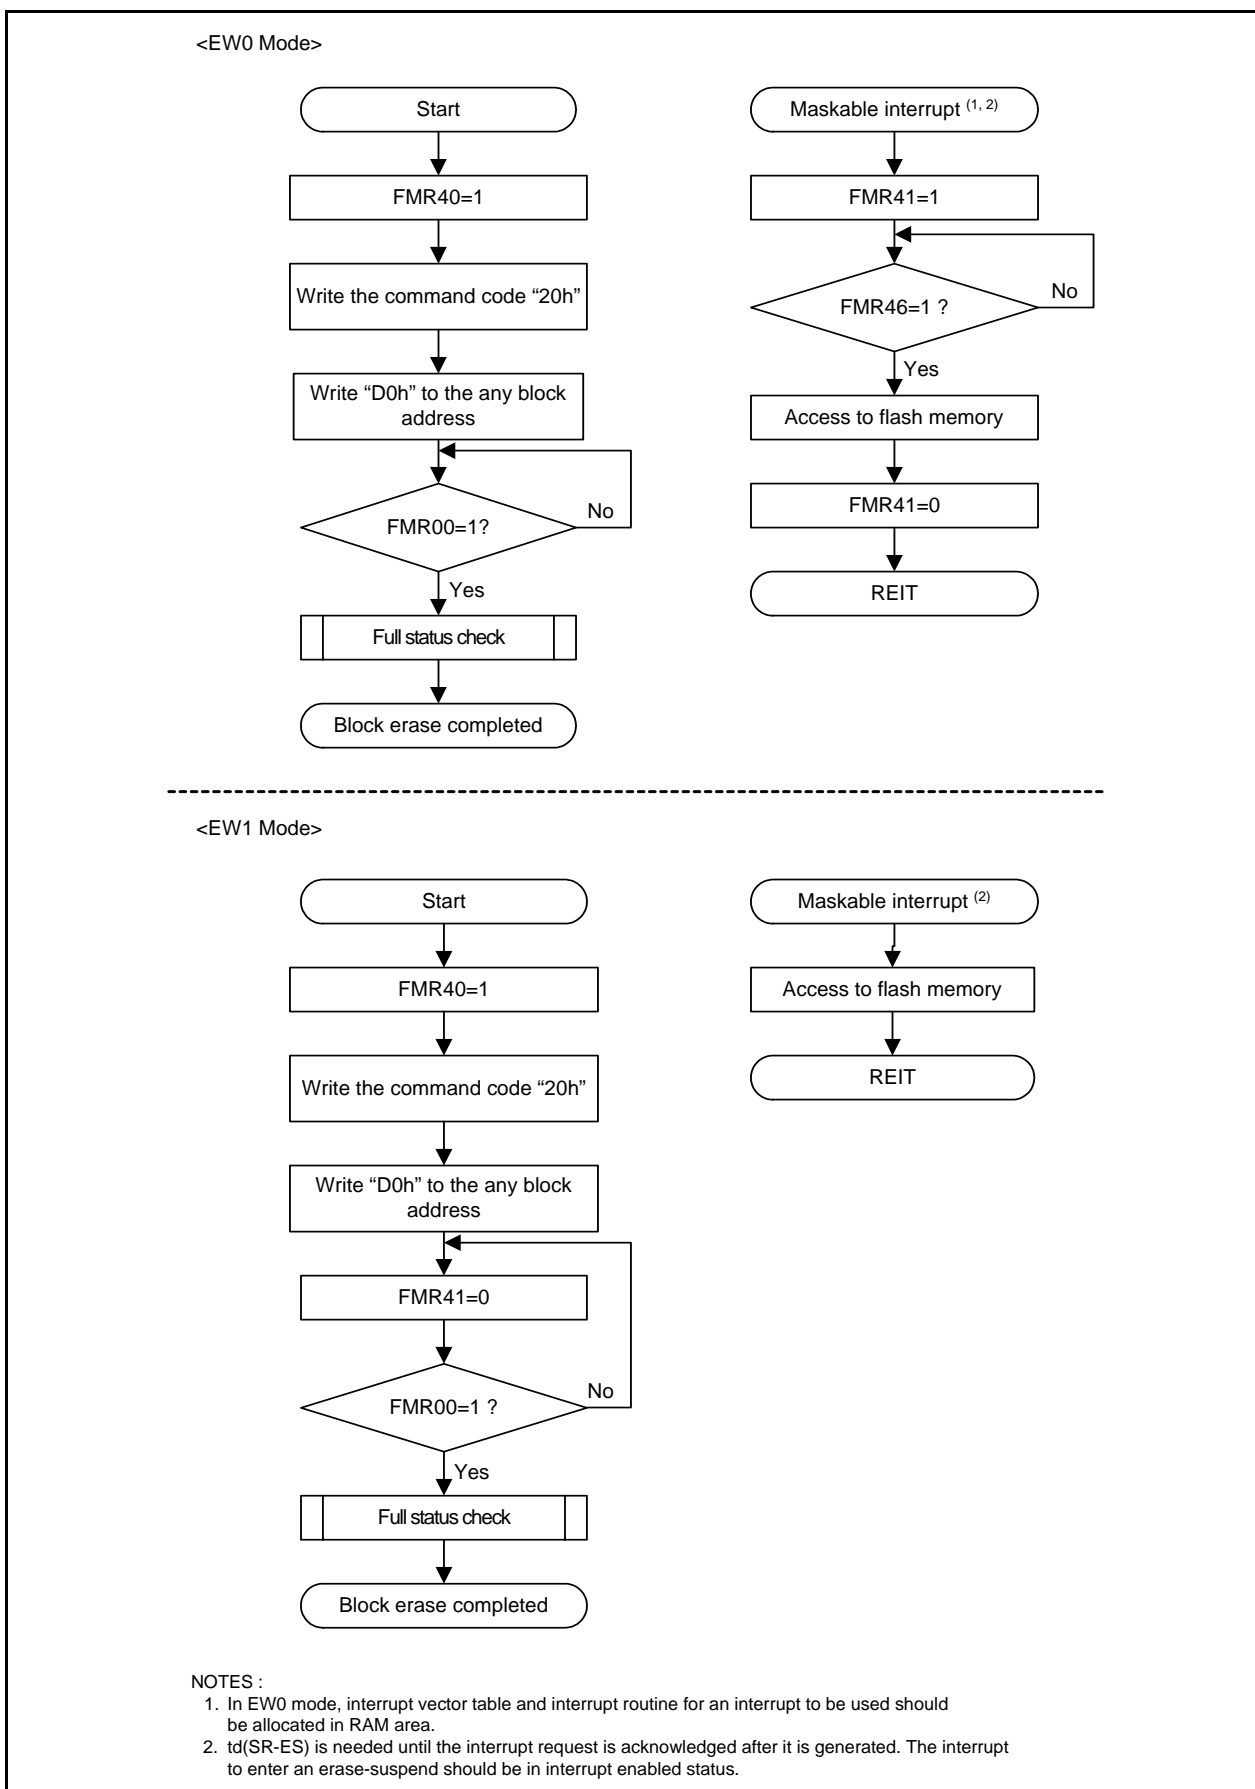 <EW0 Mode>
Start
FMR40=1
Write the command code “20h”
Write “D0h” to the any block
address
FMR00=1?
No
Yes
Full status check
Block erase completed
Maskable interrupt (1, 2)
FMR41=1
FMR46=1 ?
No
Yes
Access to flash memory
FMR41=0
REIT
<EW1 Mode>
Start
FMR40=1
Write the command code “20h”
Write “D0h” to the any block
address
FMR41=0
FMR00=1 ?
No
Yes
Full status check
Block erase completed
Maskable interrupt (2)
Access to flash memory
REIT
NOTES :
1. In EW0 mode, interrupt vector table and interrupt routine for an interrupt to be used should
be allocated in RAM area.
2. td(SR-ES) is needed until the interrupt request is acknowledged after it is generated. The interrupt
to enter an erase-suspend should be in interrupt enabled status.